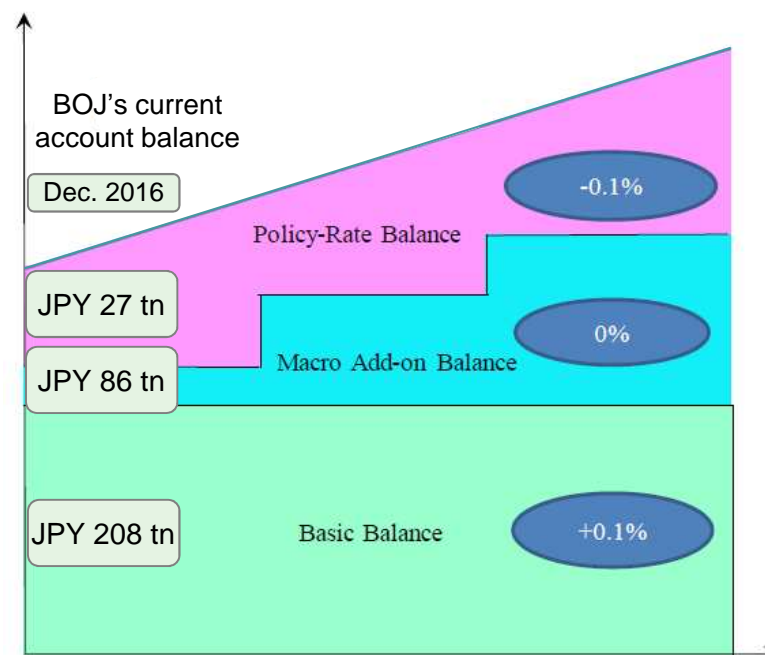 BOJ’s current
account balance
Dec. 2016
-0.1%
Policy-Rate Balance
JPY 27 tn
0%
Macro Add-on Balance
JPY 86 tn
JPY 208 tn
Basic Balance
+0.1%